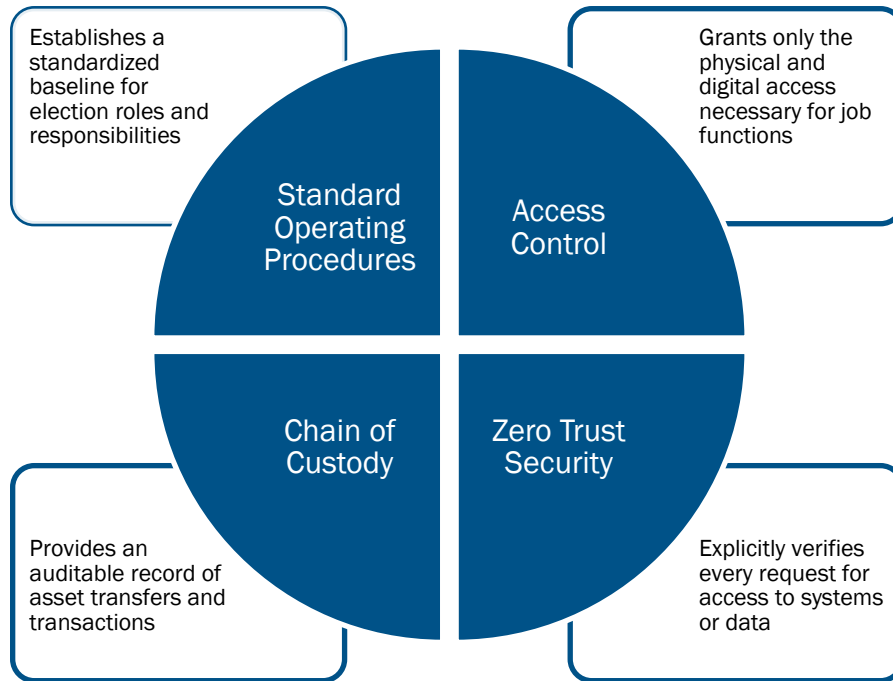 Establishes a
standardized
baseline for
election roles and
responsibilities
Grants only the
physical and
digital access
necessary for job
functions
Standard
Operating
Procedures
Access
Control
Chain of
Custody
Zero Trust
Security
Provides an
auditable record of
asset transfers and
transactions
Explicitly verifies
every request for
access to systems
or data